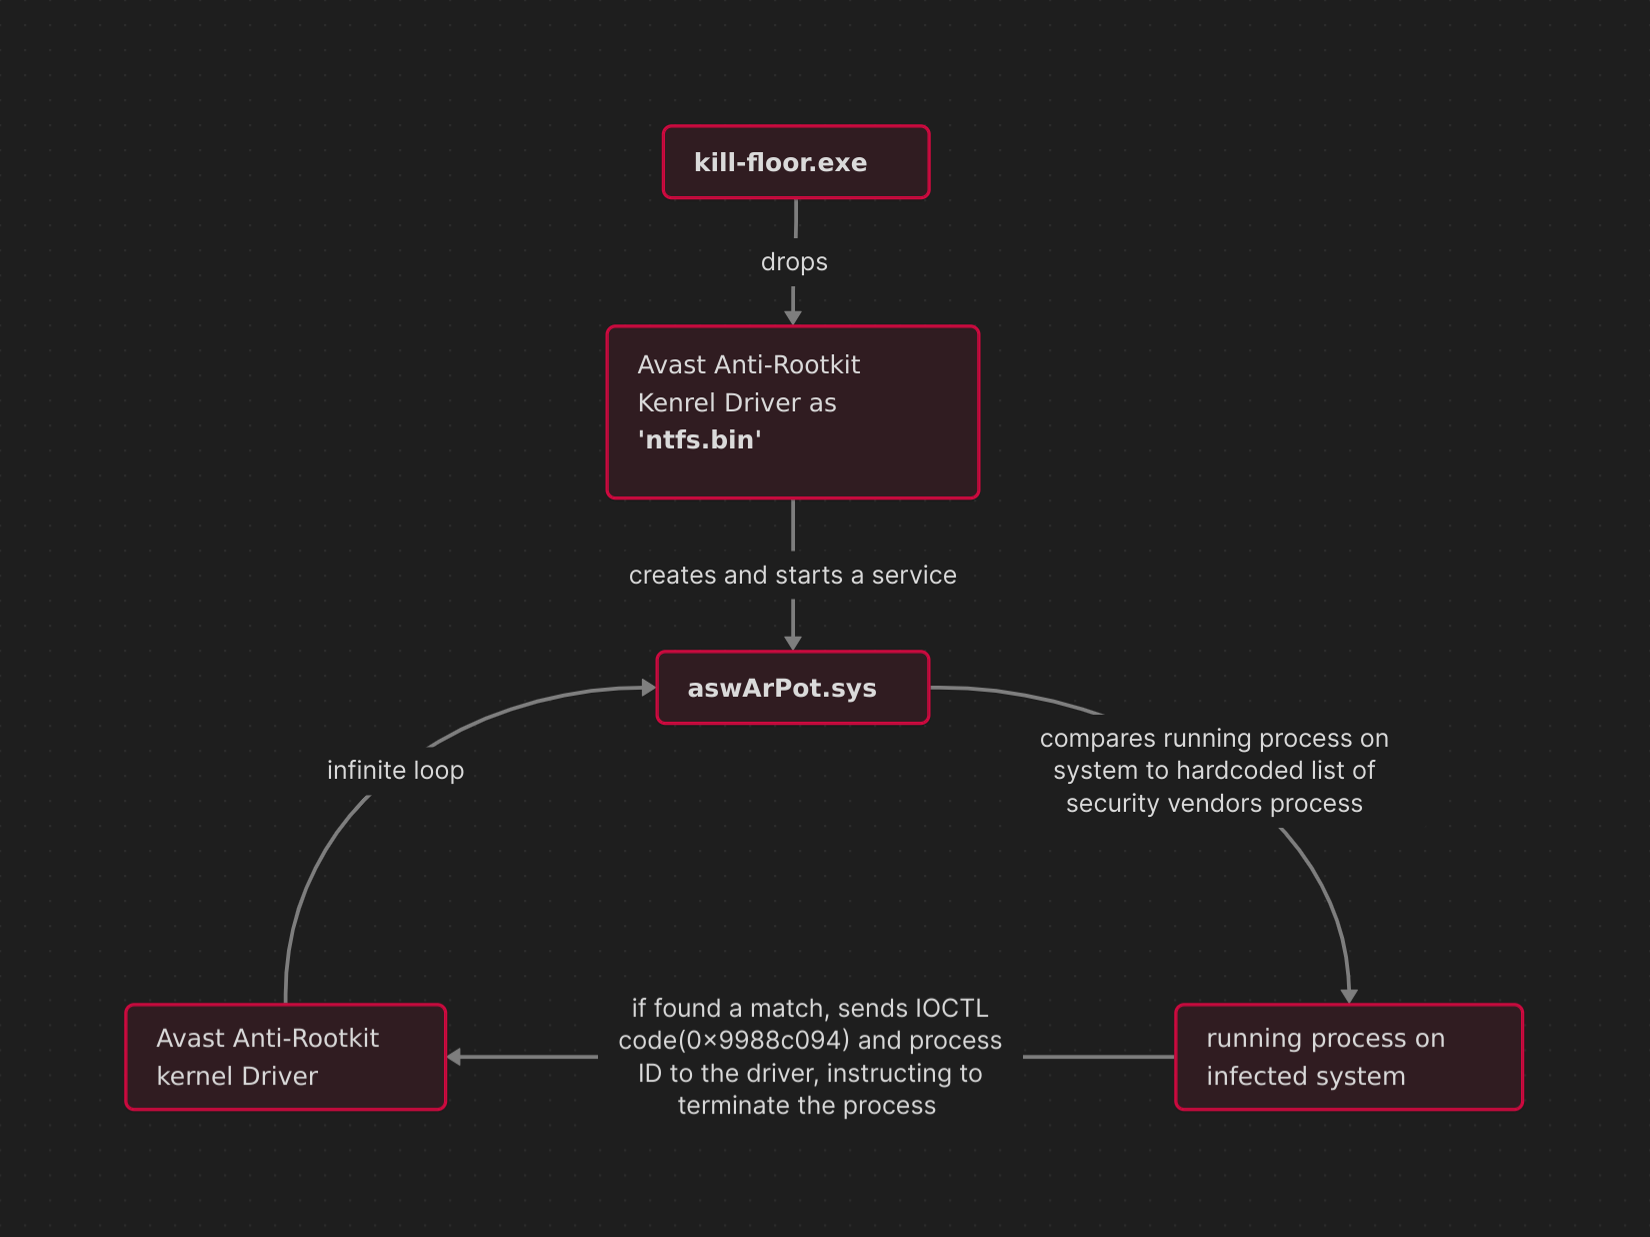 kill-floor.exe
drops
Avast Anti-Rootkit
Kenrel Driver as
'ntfs.bin'
creates and starts a service
aswArPot.sys
compares running process on
system to hardcoded list of
security vendors process
infinite loop
if found a match, sends IOCTL
code(0×9988c094) and process
ID to the driver, instructing to
terminate the process
Avast Anti-Rootkit
kernel Driver
running process on
infected system